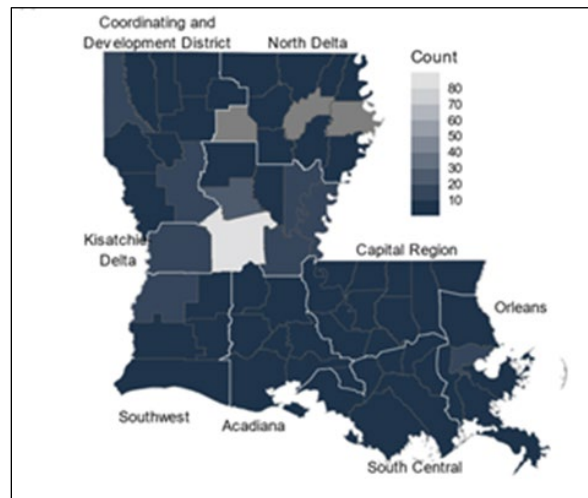 Coordinating and
Development District
North Delta
Count
80
70
60
50
40
30
20
10
Kisatchie
Delta
Capital Region
Orleans
Southwest
Acadiana
South Central